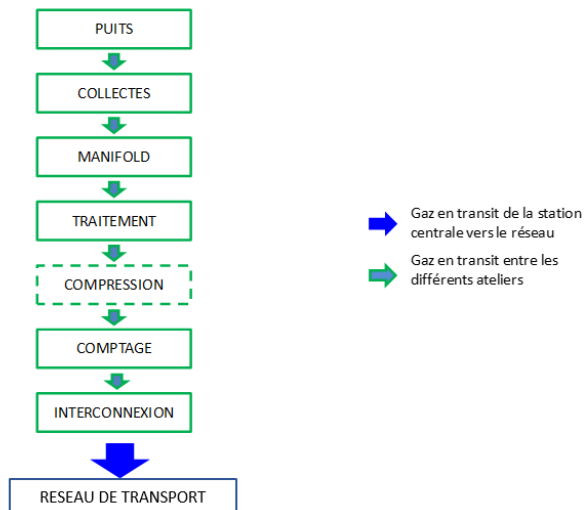 PUITS
COLLECTES
MANIFOLD
TRAITEMENT
COMPRESSION
COMPTAGE
INTERCONNEXION
RESEAU DE TRANSPORT
Gaz en transit de la station
centrale vers le réseau
Gaz en transit entre les
différents ateliers